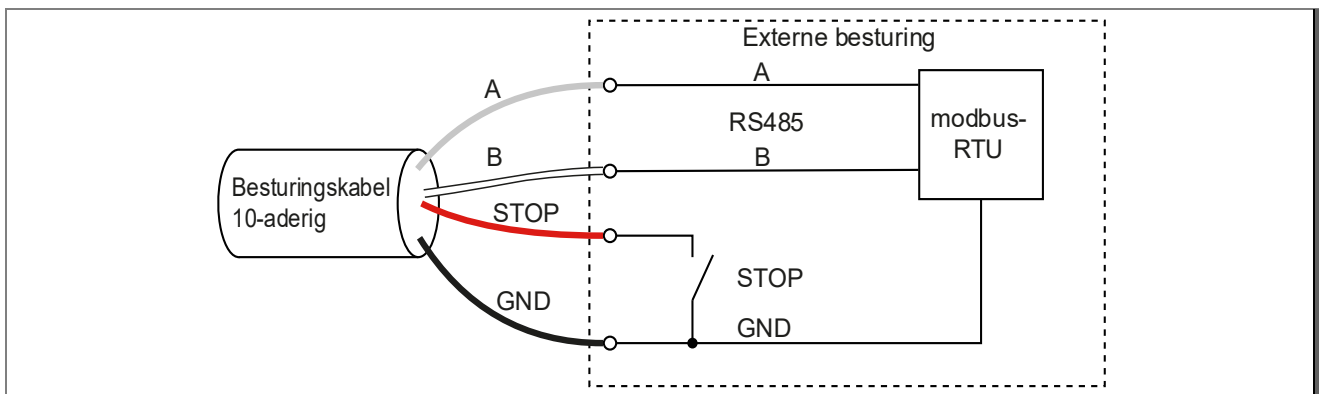 Externe besturing
A
A
RS485
modbus-
RTU
B
B
Besturingskabel
10-aderig
STOP
STOP
GND
GND